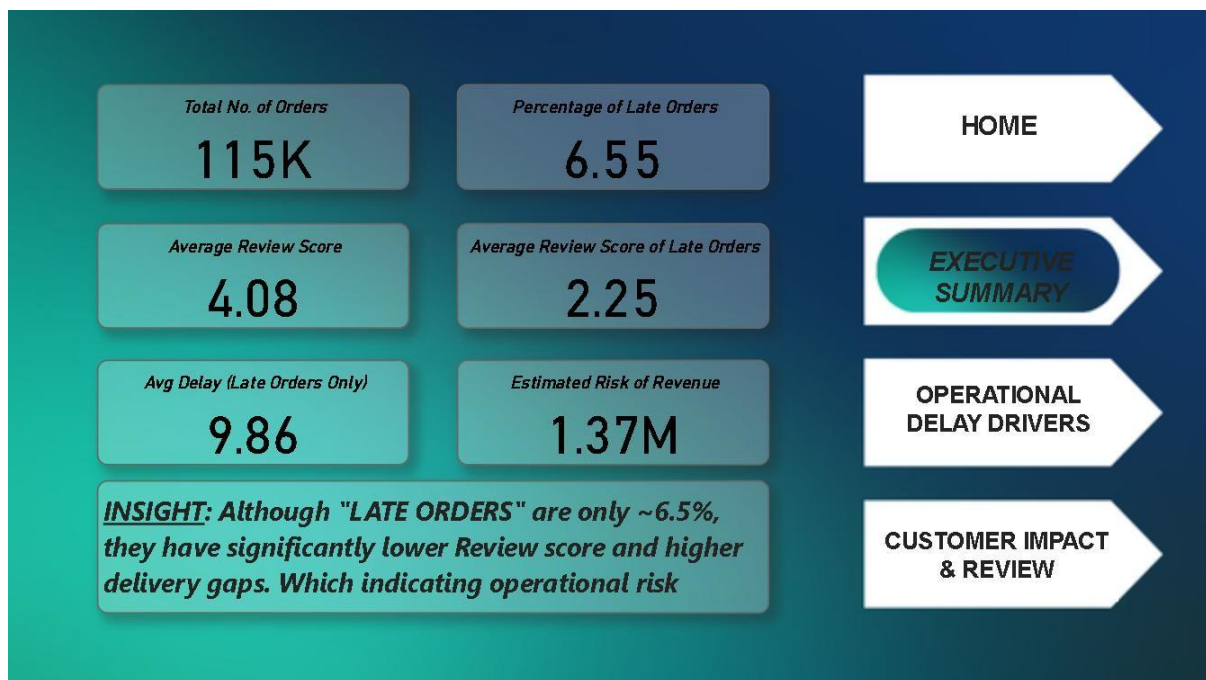 Total No. of Orders
115K
Percentage of Late Orders
6.55
Average Review Score
4.08
Average Review Score of Late Orders
2.25
Avg Delay (Late Orders Only)
9.86
Estimated Risk of Revenue
1.37M
INSIGHT: Although "LATE ORDERS" are only ~6.5%,
they have significantly lower Review score and higher
delivery gaps. Which indicating operational risk
HOME
EXECUTIVE
SUMMARY
OPERATIONAL
DELAY DRIVERS
CUSTOMER IMPACT
& REVIEW